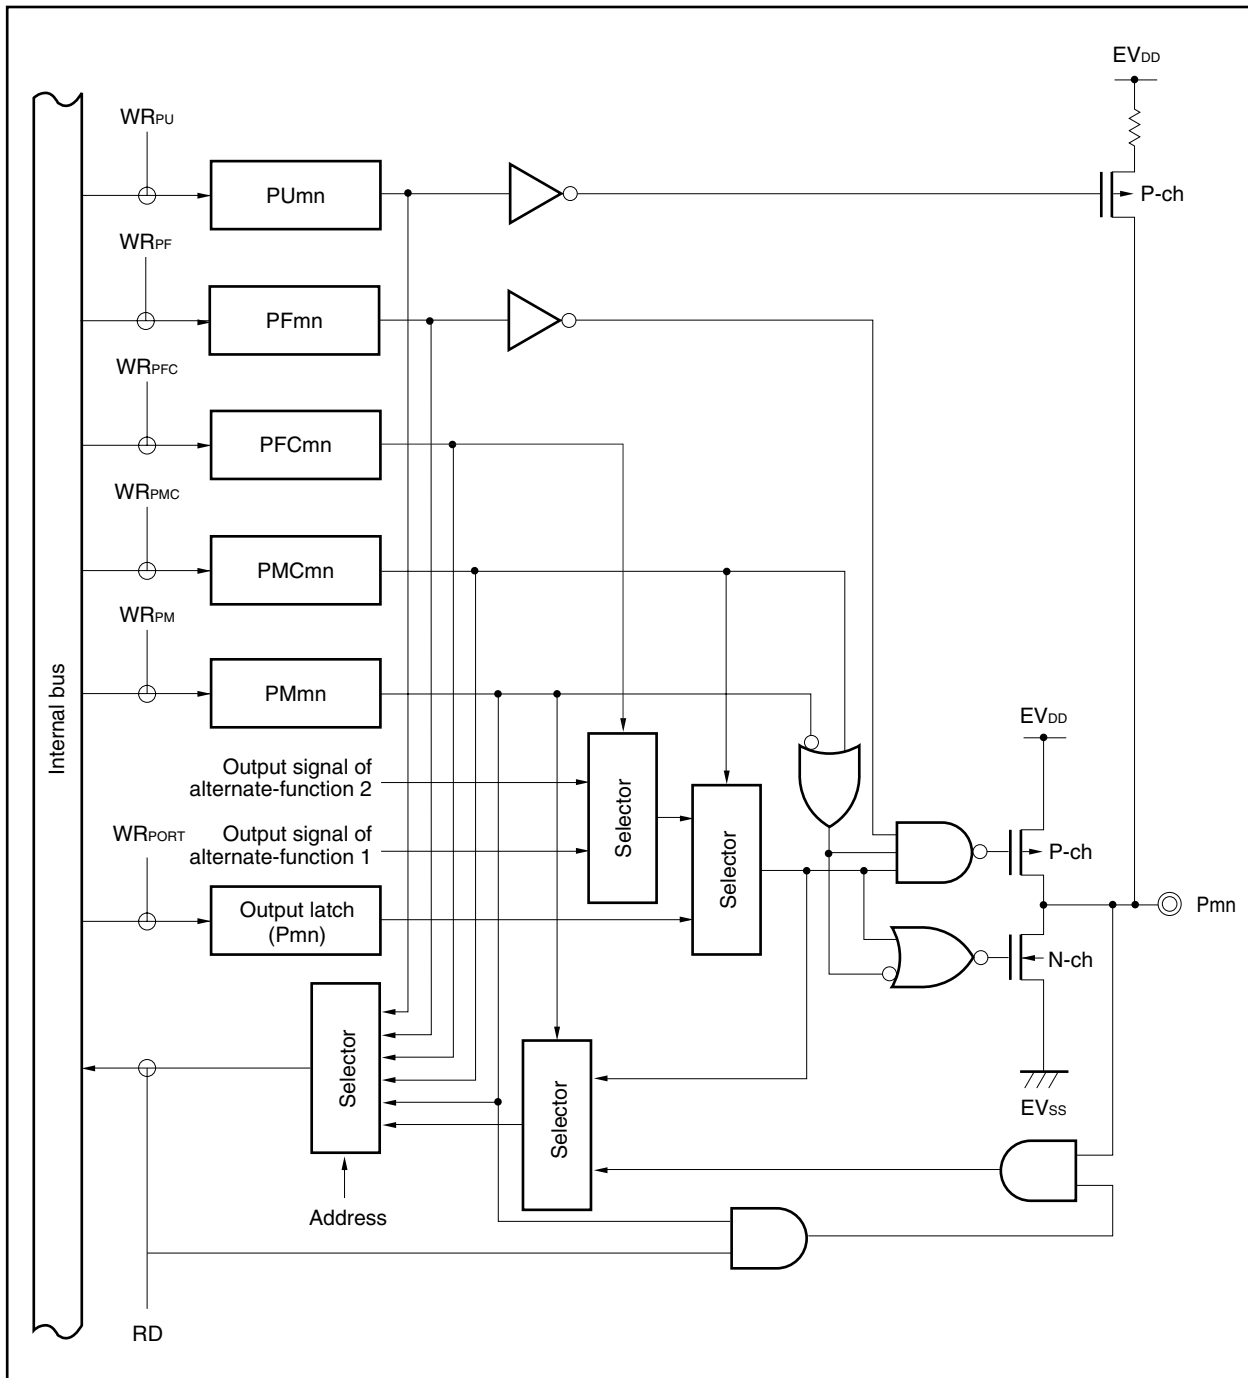 EVDD
WRPU
PUmn
P-ch
WRPF
PFmn
WRPFC
PFCmn
WRPMC
PMCmn
WRPM
PMmn
Internal bus
EVDD
Output signal of
alternate-function 2
Selector
Selector
WRPORT
Output signal of
alternate-function 1
P-ch
Output latch
(Pmn)
Pmn
N-ch
Selector
Selector
EVSS
Address
RD